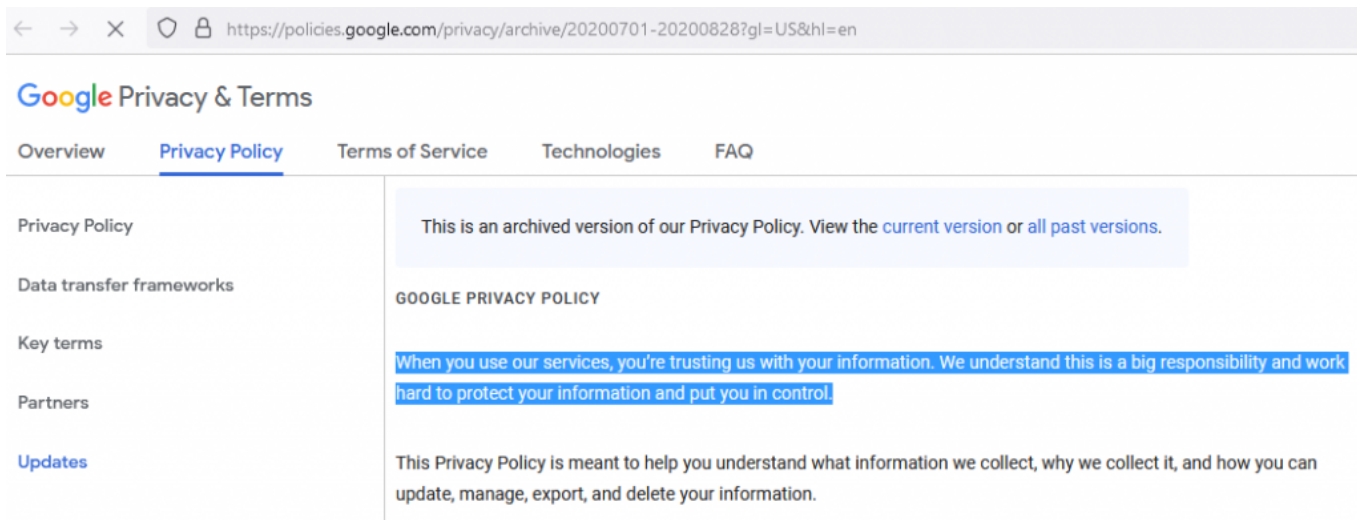 https://policies.google.com/privacy/archive/20200701-20200828?gl=US&hl=en
Google Privacy & Terms
Overview Privacy Policy Terms of Service Technologies FAQ
Privacy Policy
Data transfer frameworks
Key terms
Partners
Updates
This is an archived version of our Privacy Policy. View the current version or all past versions.
GOOGLE PRIVACY POLICY
When you use our services, you’re trusting us with your information. We understand this is a big responsibility and work
hard to protect your information and put you in control.
This Privacy Policy is meant to help you understand what information we collect, why we collect it, and how you can
update, manage, export, and delete your information.